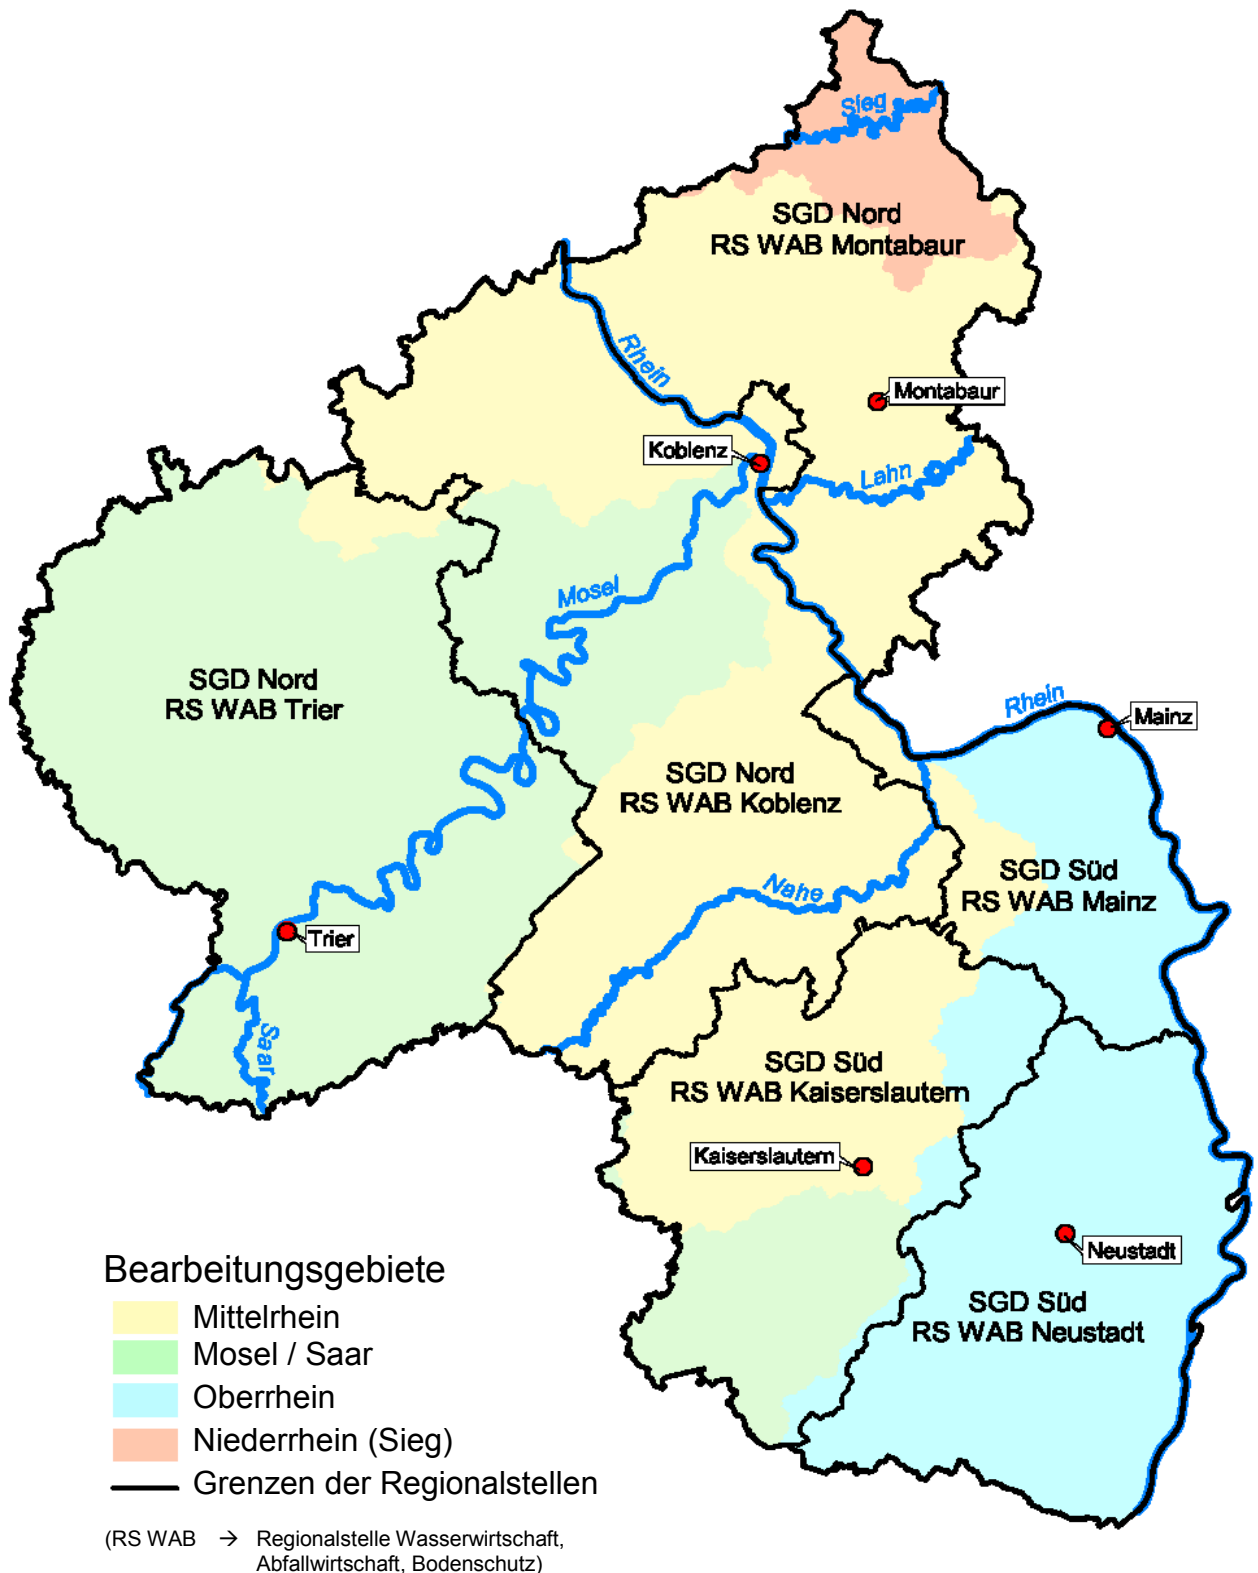 Sieg
SGD Nord
RS WAB Montabaur
Rhein
Montabaur
Koblenz
Lahn
Mosel
SGD Nord
RS WAB Trier
Rhein
Mainz
SGD Nord
RS WAB Koblenz
SGD Süd
RS WAB Mainz
Nahe
Trier
Saar
SGD Süd
RS WAB Kaiserslautern
Kaiserslautern
Neustadt
SGD Süd
RS WAB Neustadt
Bearbeitungsgebiete
Mittelrhein
Mosel / Saar
Oberrhein
Niederrhein (Sieg)
Grenzen der Regionalstellen
(RS WAB → Regionalstelle Wasserwirtschaft,
Abfallwirtschaft, Bodenschutz)